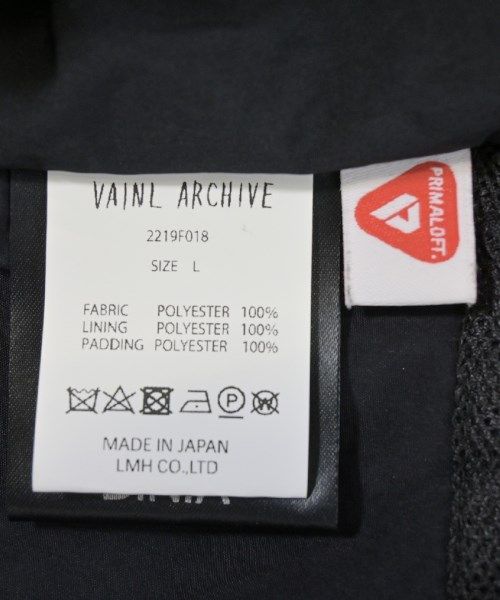 VAINL ARCHIVE
2219F018
SIZE L
FABRIC POLYESTER 100%
LINING POLYESTER 100%
PADDING POLYESTER 100%
P W
MADE IN JAPAN
LMH CO.,LTD
PRIMALOFT.